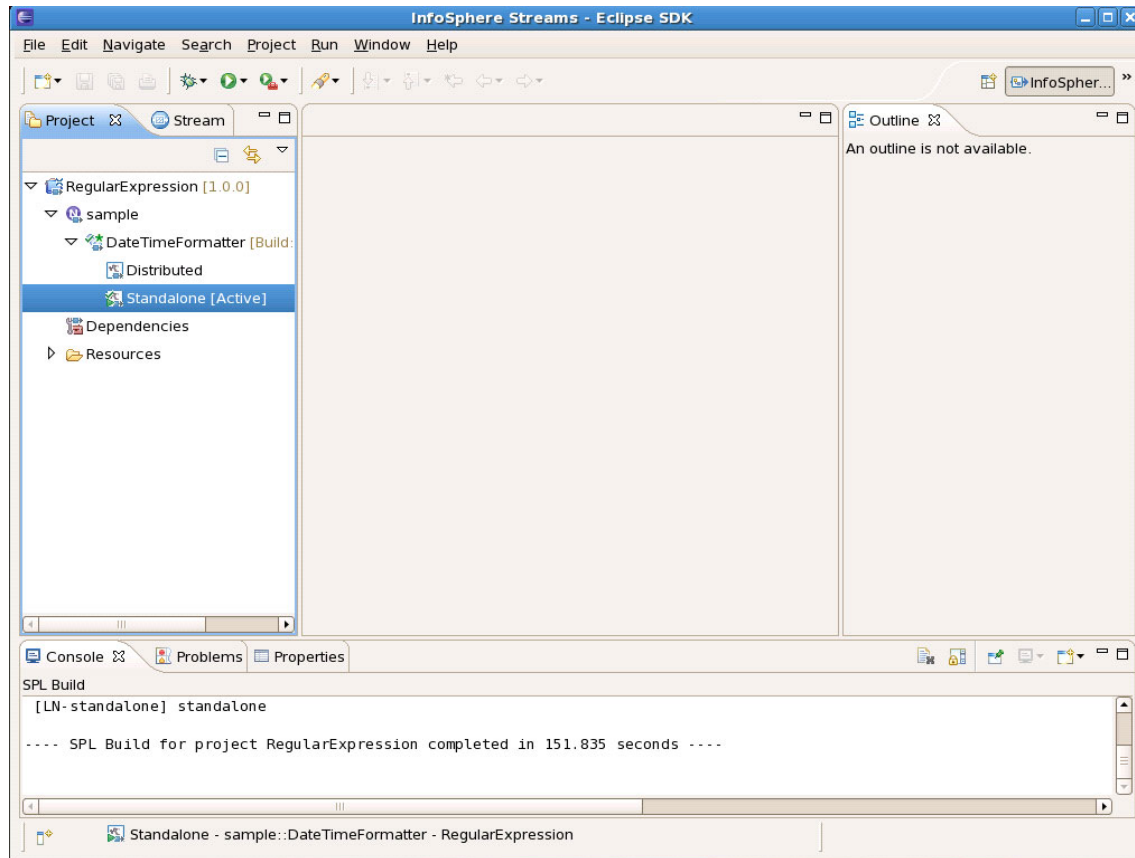 InfoSphere Streams - Eclipse SDK
File Edit Navigate Search Project Run Window Help
InfoSpher... »
Project Stream
Outline
An outline is not available.
RegularExpression [1.0.0]
sample
DateTimeFormatter [Build:
Distributed
Standalone [Active]
Dependencies
Resources
Console Problems Properties
SPL Build
[LN-standalone] standalone
---- SPL Build for project RegularExpression completed in 151.835 seconds ----
Standalone - sample::DateTimeFormatter - RegularExpression